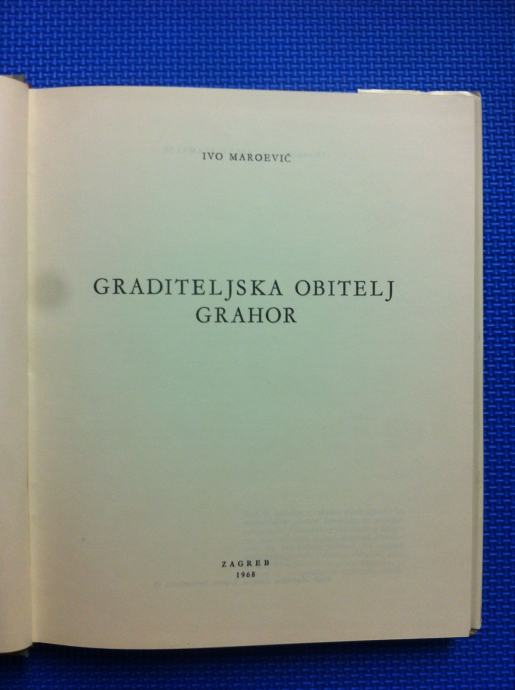 IVO MAROEVIĆ
GRADITELJSKA OBITELJ
GRAHOR
ZAGREB
1968